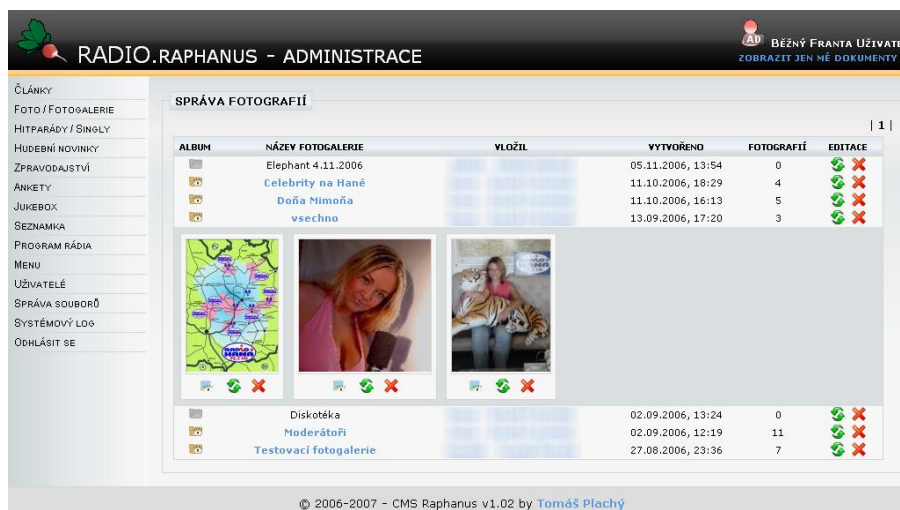 RADIO.RAPHANUS - ADMINISTRACE
AD
BĚŽNÝ FRANTA UŽIVATE
ZOBRAZIT JEN MÉ DOKUMENTY
ČLÁNKY
FOTO / FOTOGALERIE
HITPARÁDY / SINGLY
HUDEBNÍ NOVINKY
ZPRAVODAJSTVÍ
ANKETY
JUKEBOX
SEZNAMKA
PROGRAM RÁDIA
MENU
UŽIVATELÉ
SPRÁVA SOUBORŮ
SYSTÉMOVÝ LOG
ODHLÁSIT SE
SPRÁVA FOTOGRAFIÍ
| 1 |
ALBUM NÁZEV FOTOGALERIE VLOŽIL VYTVOŘENO FOTOGRAFIÍ EDITACE
Elephant 4.11.2006 05.11.2006, 13:54 0
Celebrity na Hané 11.10.2006, 18:29 4
Doňa Mimoňa 11.10.2006, 16:13 5
vsechno 13.09.2006, 17:20 3
HANÁ
Diskotéka 02.09.2006, 13:24 0
Moderátoři 02.09.2006, 12:19 11
Testovací fotogalerie 27.08.2006, 23:36 7
© 2006-2007 - CMS Raphanus v1.02 by Tomáš Plachý